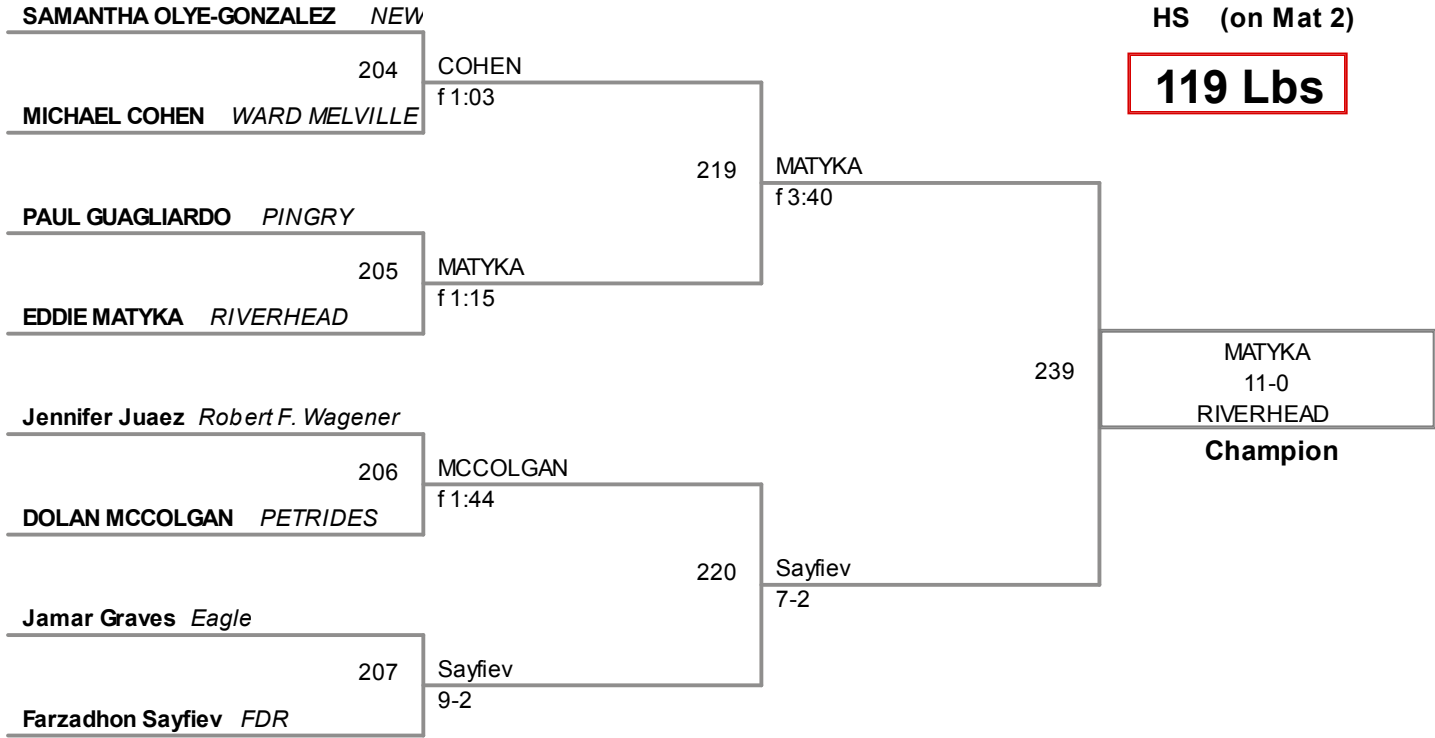 SAMANTHA OLYE-GONZALEZ NEW
HS (on Mat 2)
204 COHEN
f 1:03
119 Lbs
MICHAEL COHEN WARD MELVILLE
219 MATYKA
f 3:40
PAUL GUAGLIARDO PINGRY
205 MATYKA
f 1:15
EDDIE MATYKA RIVERHEAD
239 MATYKA
11-0
RIVERHEAD
Champion
Jennifer Juaez Robert F. Wagener
206 MCCOLGAN
f 1:44
DOLAN MCCOLGAN PETRIDES
220 Sayfiev
7-2
Jamar Graves Eagle
207 Sayfiev
9-2
Farzadhon Sayfiev FDR